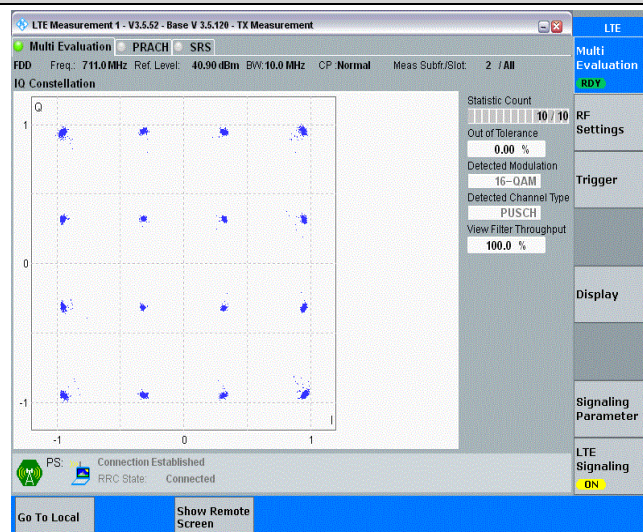 LTE Measurement 1 - V3.5.52 - Base V 3.5.120 - TX Measurement
LTE
Multi Evaluation PRACH SRS
FDD Freq.: 711.0 MHz Ref. Level: 40.90 dBm BW: 10.0 MHz CP : Normal Meas Subfr./Slot: 2 / All
IQ Constellation
Q
1
0
-1
-1 0 1
I
Statistic Count
10 / 10
Out of Tolerance
0.00 %
Detected Modulation
16-QAM
Detected Channel Type
PUSCH
View Filter Throughput
100.0 %
Multi
Evaluation
RDY
RF
Settings
Trigger
Display
Signaling
Parameter
LTE
Signaling
ON
PS: Connection Established
RRC State: Connected
Go To Local
Show Remote
Screen